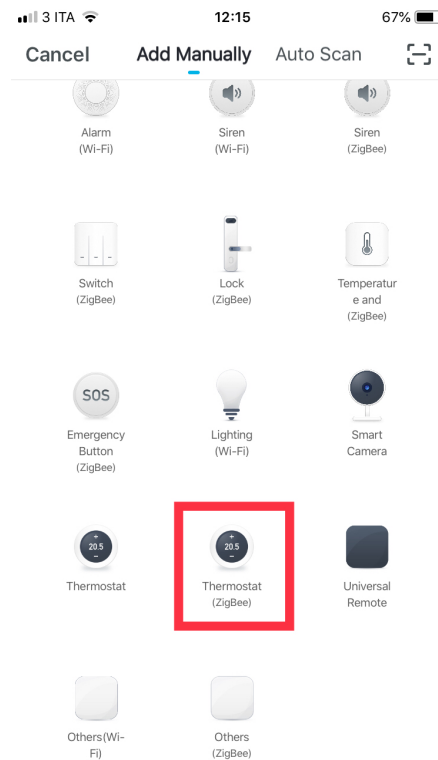 3 ITA 12:15 67%
Cancel Add Manually Auto Scan
Alarm Siren Siren
(Wi-Fi) (Wi-Fi) (ZigBee)
Switch Lock Temperatur
(ZigBee) (ZigBee) e and
(ZigBee)
SOS
Emergency Lighting Smart
Button (Wi-Fi) Camera
(ZigBee)
+ +
20.5 20.5
– –
Thermostat Thermostat Universal
(ZigBee) Remote
Others(Wi- Others
Fi) (ZigBee)